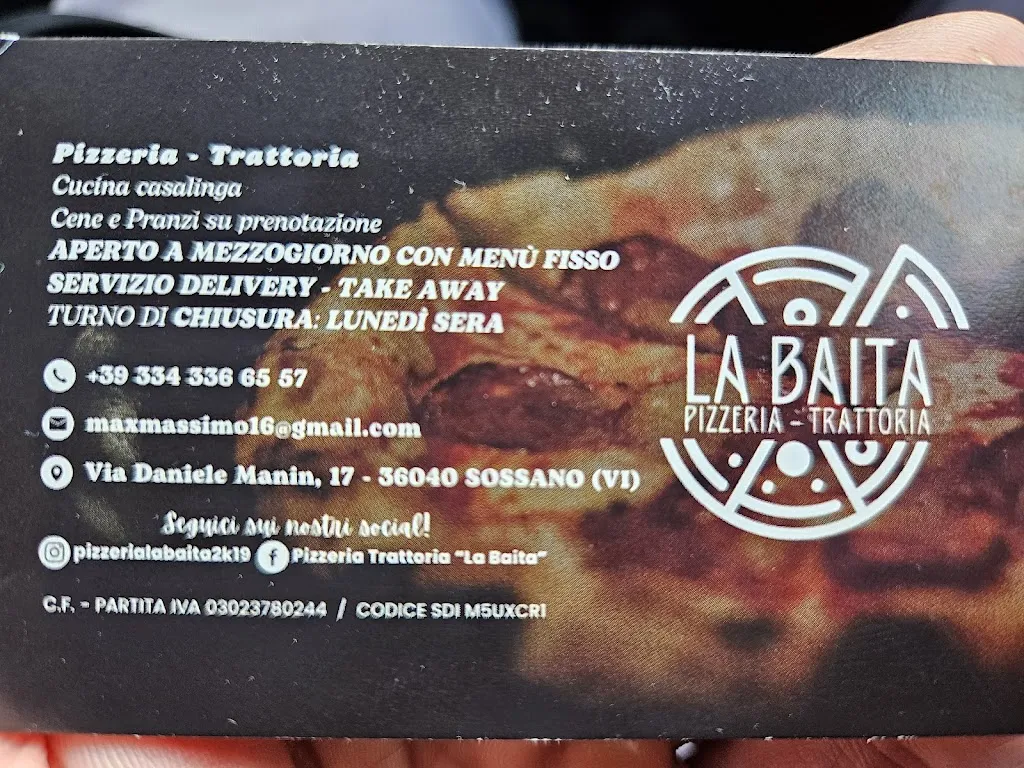 Pizzeria - Trattoria
Cucina casalinga
Cene e Pranzi su prenotazione
APERTO A MEZZOGIORNO CON MENÙ FISSO
SERVIZIO DELIVERY - TAKE AWAY
TURNO DI CHIUSURA: LUNEDÌ SERA
+39 334 336 65 57
maxmassimo16@gmail.com
Via Daniele Manin, 17 - 36040 SOSSANO (VI)
Seguici sui nostri social!
pizzerialabaita2k19 Pizzeria Trattoria "La Baita"
C.F. - PARTITA IVA 03023780244 / CODICE SDI M5UXCR1
LA BAITA
PIZZERIA - TRATTORIA